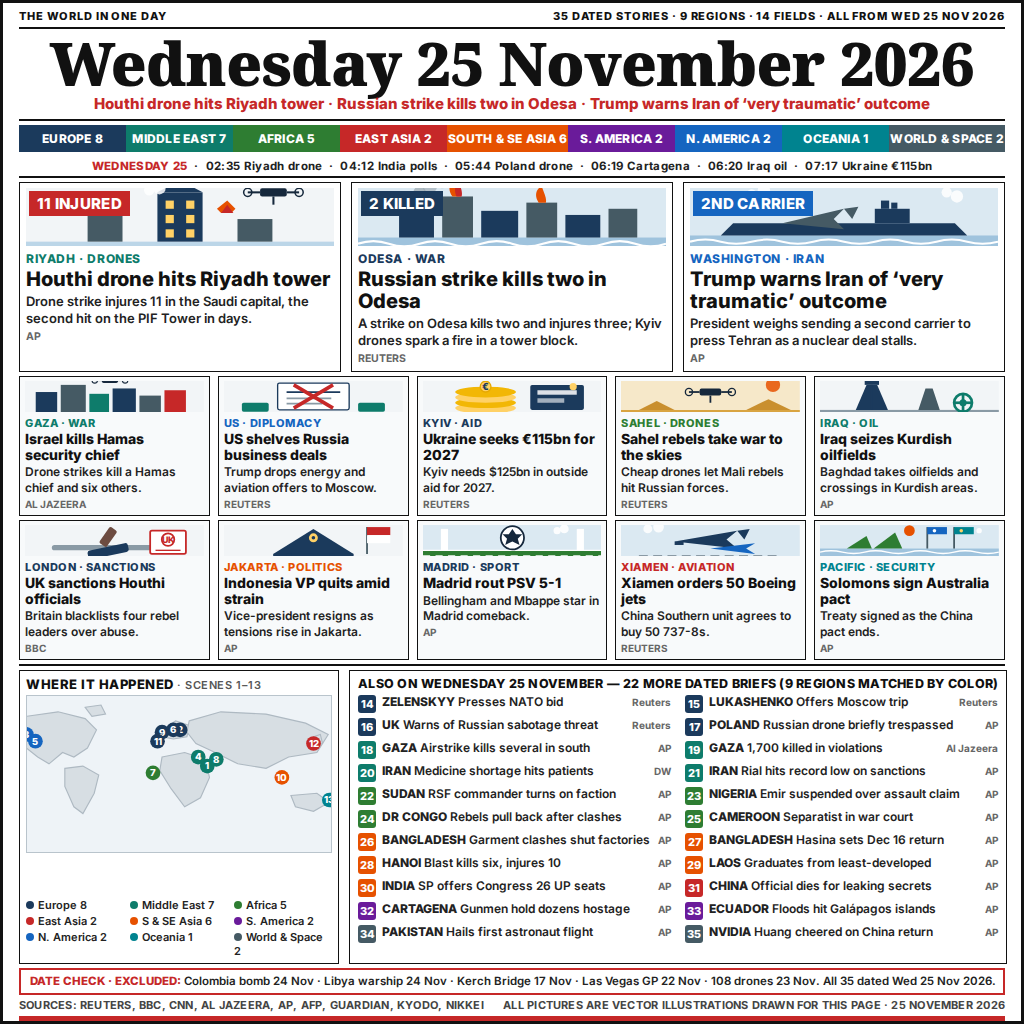 THE WORLD IN ONE DAY
35 DATED STORIES · 9 REGIONS · 14 FIELDS · ALL FROM WED 25 NOV 2026
Wednesday 25 November 2026
Houthi drone hits Riyadh tower · Russian strike kills two in Odesa · Trump warns Iran of ‘very traumatic’ outcome
EUROPE 8
MIDDLE EAST 7
AFRICA 5
EAST ASIA 2
SOUTH & SE ASIA 6
S. AMERICA 2
N. AMERICA 2
OCEANIA 1
WORLD & SPACE 2
WEDNESDAY 25 · 02:35 Riyadh drone · 04:12 India polls · 05:44 Poland drone · 06:19 Cartagena · 06:20 Iraq oil · 07:17 Ukraine €115bn
11 INJURED
RIYADH · DRONES
Houthi drone hits Riyadh tower
Drone strike injures 11 in the Saudi capital, the
second hit on the PIF Tower in days.
AP
2 KILLED
ODESA · WAR
Russian strike kills two in
Odesa
A strike on Odesa kills two and injures three; Kyiv
drones spark a fire in a tower block.
REUTERS
2ND CARRIER
WASHINGTON · IRAN
Trump warns Iran of ‘very
traumatic’ outcome
President weighs sending a second carrier to
press Tehran as a nuclear deal stalls.
AP
GAZA · WAR
Israel kills Hamas
security chief
Drone strikes kill a Hamas
chief and six others.
AL JAZEERA
US · DIPLOMACY
US shelves Russia
business deals
Trump drops energy and
aviation offers to Moscow.
REUTERS
€
KYIV · AID
Ukraine seeks €115bn for
2027
Kyiv needs $125bn in outside
aid for 2027.
REUTERS
SAHEL · DRONES
Sahel rebels take war to
the skies
Cheap drones let Mali rebels
hit Russian forces.
REUTERS
IRAQ · OIL
Iraq seizes Kurdish
oilfields
Baghdad takes oilfields and
crossings in Kurdish areas.
AP
UK
LONDON · SANCTIONS
UK sanctions Houthi
officials
Britain blacklists four rebel
leaders over abuse.
BBC
JAKARTA · POLITICS
Indonesia VP quits amid
strain
Vice-president resigns as
tensions rise in Jakarta.
AP
MADRID · SPORT
Madrid rout PSV 5-1
Bellingham and Mbappe star in
Madrid comeback.
AP
XIAMEN · AVIATION
Xiamen orders 50 Boeing
jets
China Southern unit agrees to
buy 50 737-8s.
REUTERS
PACIFIC · SECURITY
Solomons sign Australia
pact
Treaty signed as the China
pact ends.
AP
WHERE IT HAPPENED · SCENES 1–13
5
9
6
11
4
1
8
7
10
12
Europe 8
Middle East 7
Africa 5
East Asia 2
S & SE Asia 6
S. America 2
N. America 2
Oceania 1
World & Space
2
ALSO ON WEDNESDAY 25 NOVEMBER — 22 MORE DATED BRIEFS (9 REGIONS MATCHED BY COLOR)
14 ZELENSKYY Presses NATO bid Reuters
15 LUKASHENKO Offers Moscow trip Reuters
16 UK Warns of Russian sabotage threat Reuters
17 POLAND Russian drone briefly trespassed AP
18 GAZA Airstrike kills several in south AP
19 GAZA 1,700 killed in violations Al Jazeera
20 IRAN Medicine shortage hits patients DW
21 IRAN Rial hits record low on sanctions AP
22 SUDAN RSF commander turns on faction AP
23 NIGERIA Emir suspended over assault claim AP
24 DR CONGO Rebels pull back after clashes AP
25 CAMEROON Separatist in war court AP
26 BANGLADESH Garment clashes shut factories AP
27 BANGLADESH Hasina sets Dec 16 return AP
28 HANOI Blast kills six, injures 10 AP
29 LAOS Graduates from least-developed AP
30 INDIA SP offers Congress 26 UP seats AP
31 CHINA Official dies for leaking secrets AP
32 CARTAGENA Gunmen hold dozens hostage AP
33 ECUADOR Floods hit Galápagos islands AP
34 PAKISTAN Hails first astronaut flight AP
35 NVIDIA Huang cheered on China return AP
DATE CHECK · EXCLUDED: Colombia bomb 24 Nov · Libya warship 24 Nov · Kerch Bridge 17 Nov · Las Vegas GP 22 Nov · 108 drones 23 Nov. All 35 dated Wed 25 Nov 2026.
SOURCES: REUTERS, BBC, CNN, AL JAZEERA, AP, AFP, GUARDIAN, KYODO, NIKKEI
ALL PICTURES ARE VECTOR ILLUSTRATIONS DRAWN FOR THIS PAGE · 25 NOVEMBER 2026